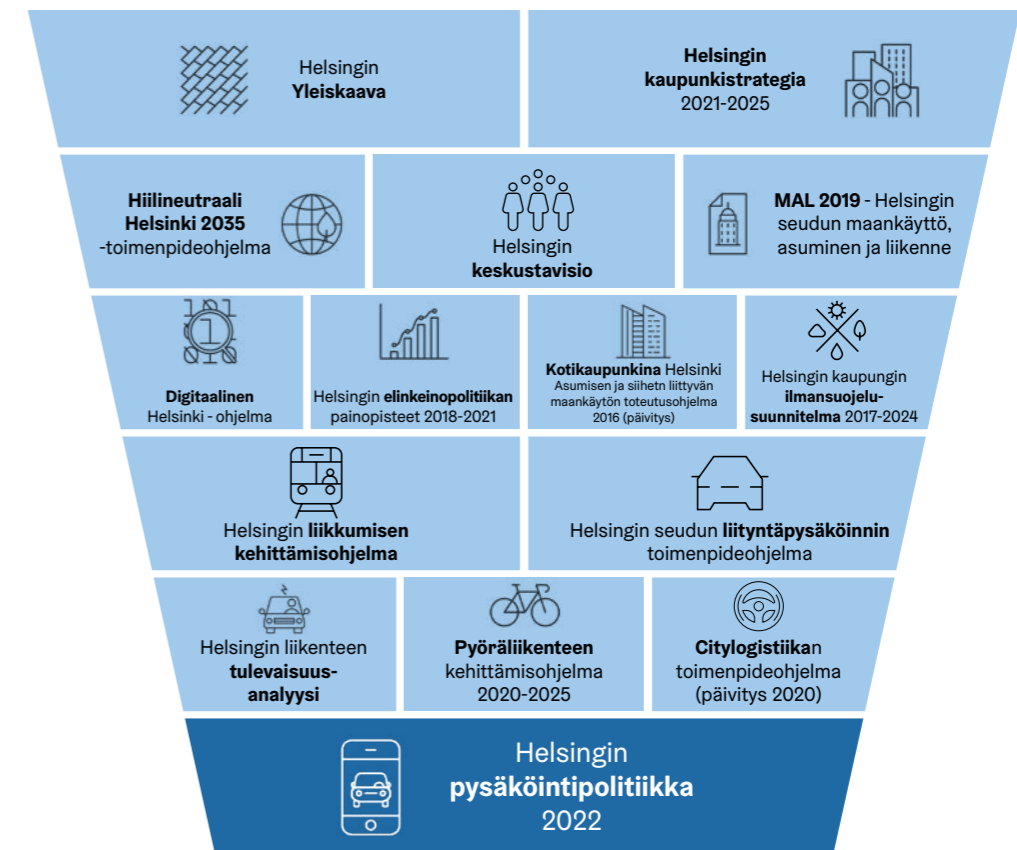 Helsingin
Yleiskaava
Helsingin
kaupunkistrategia
2021-2025
Hiilineutraali
Helsinki 2035
-toimenpideohjelma
Helsingin
keskustavisio
MAL 2019 - Helsingin
seudun maankäyttö,
asuminen ja liikenne
Digitaalinen
Helsinki - ohjelma
Helsingin elinkeinopolitiikan
painopisteet 2018-2021
Kotikaupunkina Helsinki
Asumisen ja siihetn liittyvän
maankäytön toteutusohjelma
2016 (päivitys)
Helsingin kaupungin
ilmansuojelu-
suunnitelma 2017-2024
Helsingin liikkumisen
kehittämisohjelma
Helsingin seudun liityntäpysäköinnin
toimenpideohjelma
Helsingin liikenteen
tulevaisuus-
analyysi
Pyöräliikenteen
kehittämisohjelma
2020-2025
Citylogistiikan
toimenpideohjelma
(päivitys 2020)
Helsingin
pysäköintipolitiikka
2022